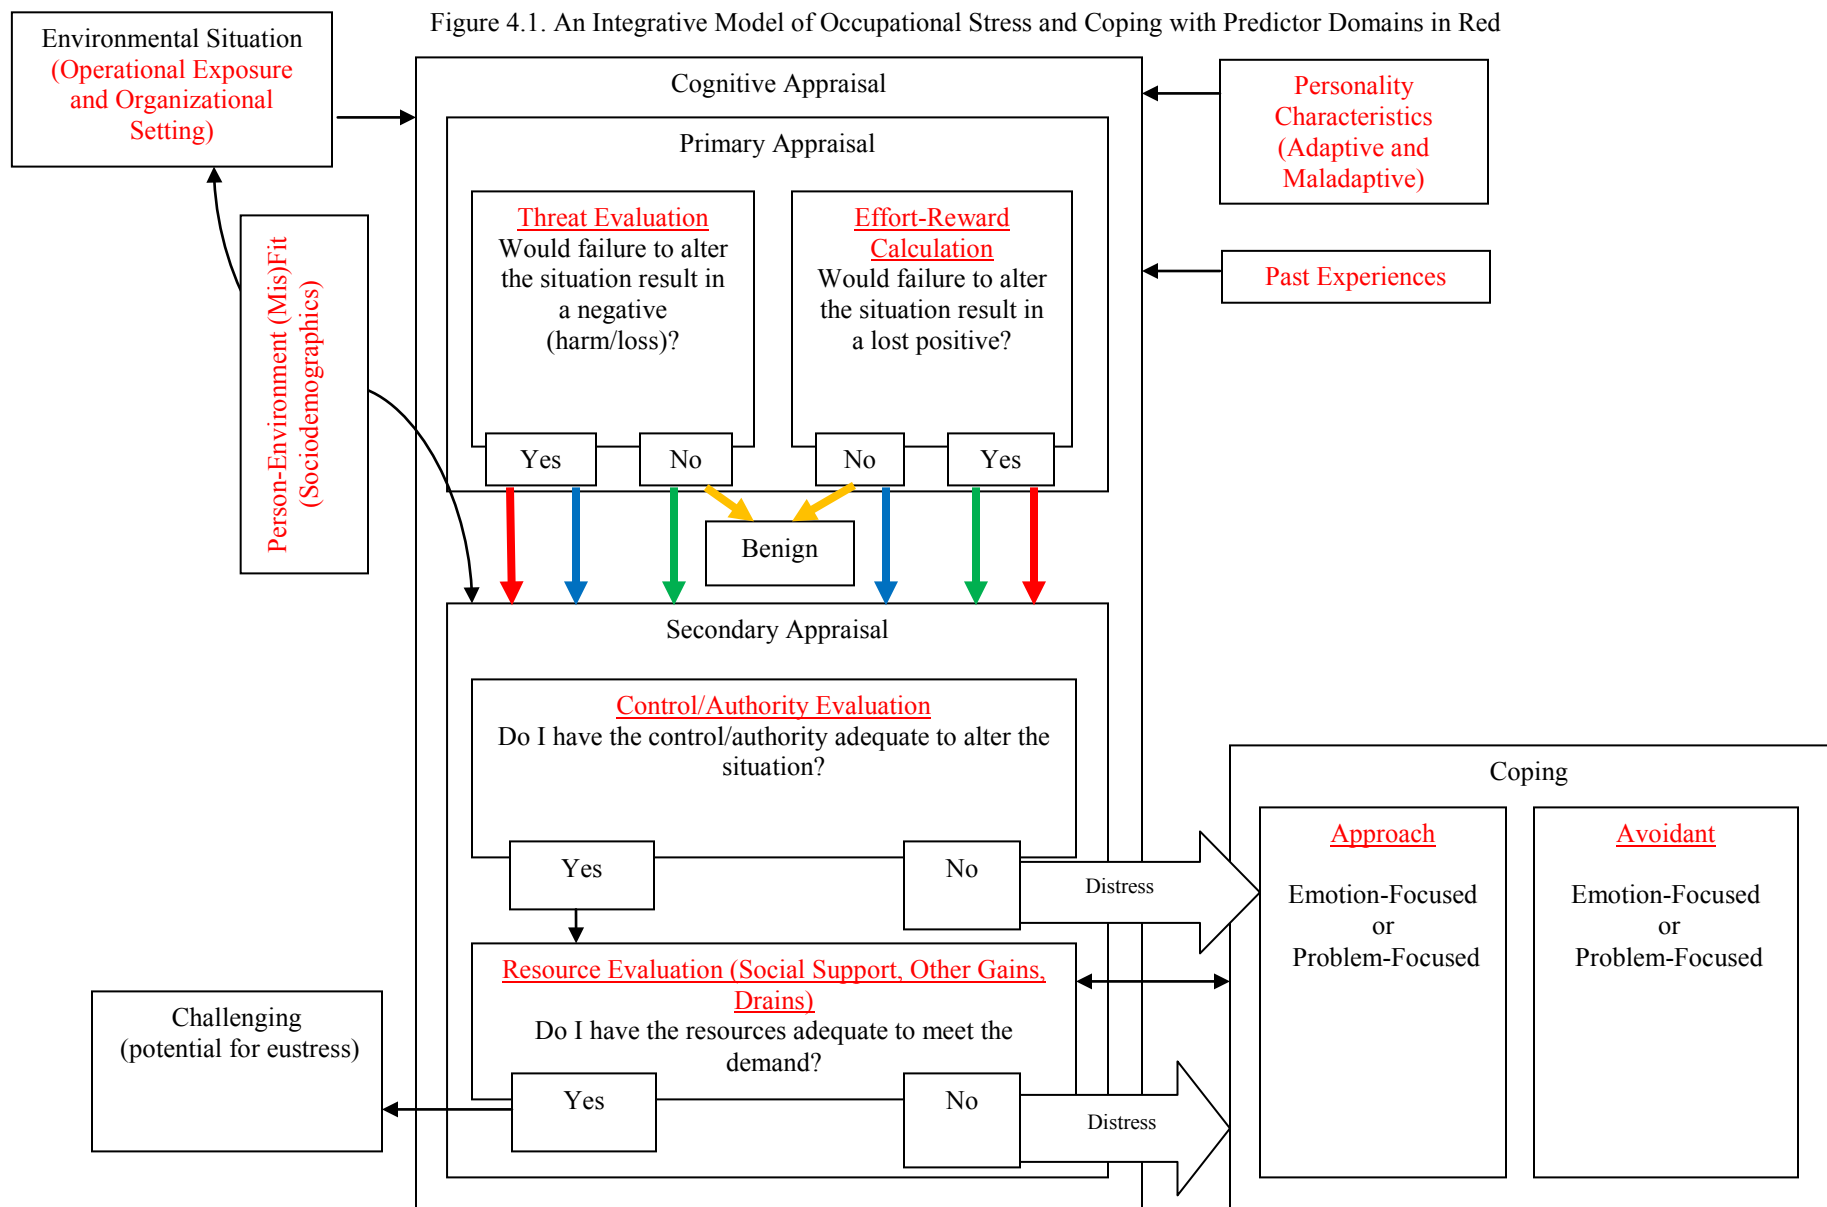 Figure 4.1. An Integrative Model of Occupational Stress and Coping with Predictor Domains in Red
Environmental Situation
(Operational Exposure
and Organizational
Setting)
Person-Environment (Mis)Fit
(Sociodemographics)
Cognitive Appraisal
Primary Appraisal
Threat Evaluation
Would failure to alter
the situation result in
a negative
(harm/loss)?
Yes
No
Effort-Reward
Calculation
Would failure to alter
the situation result in
a lost positive?
No
Yes
Benign
Personality
Characteristics
(Adaptive and
Maladaptive)
Past Experiences
Secondary Appraisal
Control/Authority Evaluation
Do I have the control/authority adequate to alter the
situation?
Yes
No
Distress
Resource Evaluation (Social Support, Other Gains,
Drains)
Do I have the resources adequate to meet the
demand?
Yes
No
Distress
Challenging
(potential for eustress)
Coping
Approach
Emotion-Focused
or
Problem-Focused
Avoidant
Emotion-Focused
or
Problem-Focused